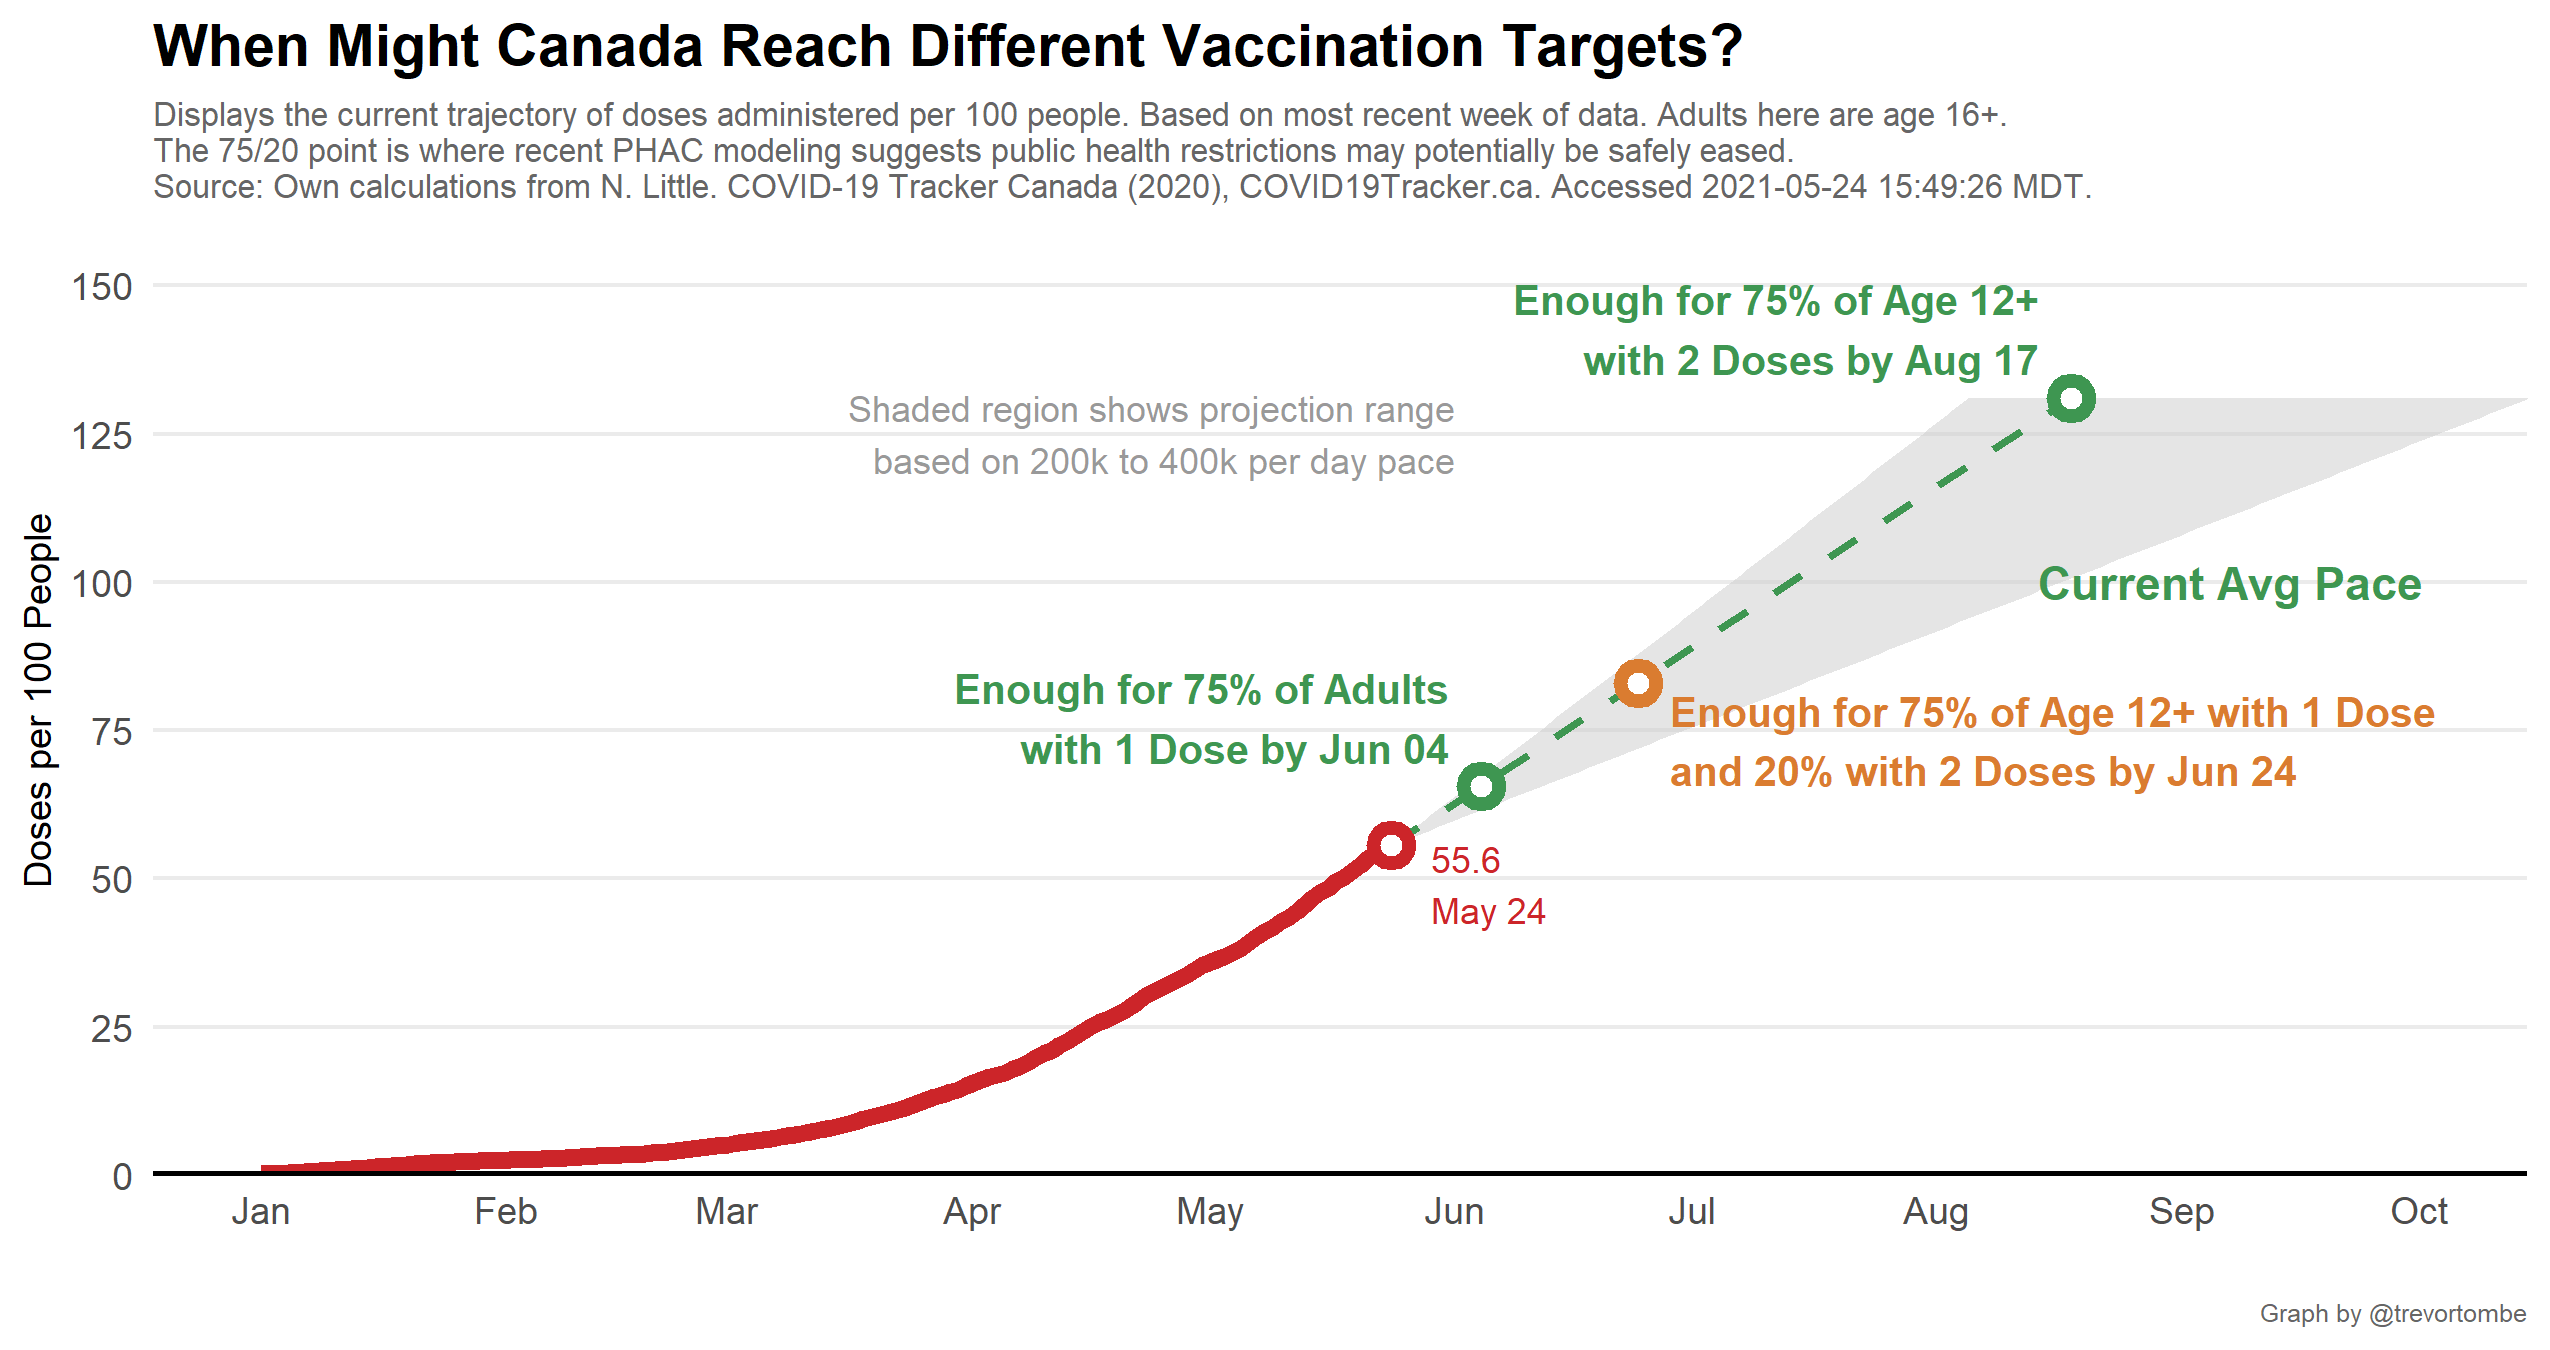 When Might Canada Reach Different Vaccination Targets?
Displays the current trajectory of doses administered per 100 people. Based on most recent week of data. Adults here are age 16+.
The 75/20 point is where recent PHAC modeling suggests public health restrictions may potentially be safely eased.
Source: Own calculations from N. Little. COVID-19 Tracker Canada (2020), COVID19Tracker.ca. Accessed 2021-05-24 15:49:26 MDT.
Doses per 100 People
150
125
100
75
50
25
0
Enough for 75% of Age 12+
with 2 Doses by Aug 17
Shaded region shows projection range
based on 200k to 400k per day pace
Current Avg Pace
Enough for 75% of Adults
with 1 Dose by Jun 04
Enough for 75% of Age 12+ with 1 Dose
and 20% with 2 Doses by Jun 24
55.6
May 24
Jan Feb Mar Apr May Jun Jul Aug Sep Oct
Graph by @trevortombe